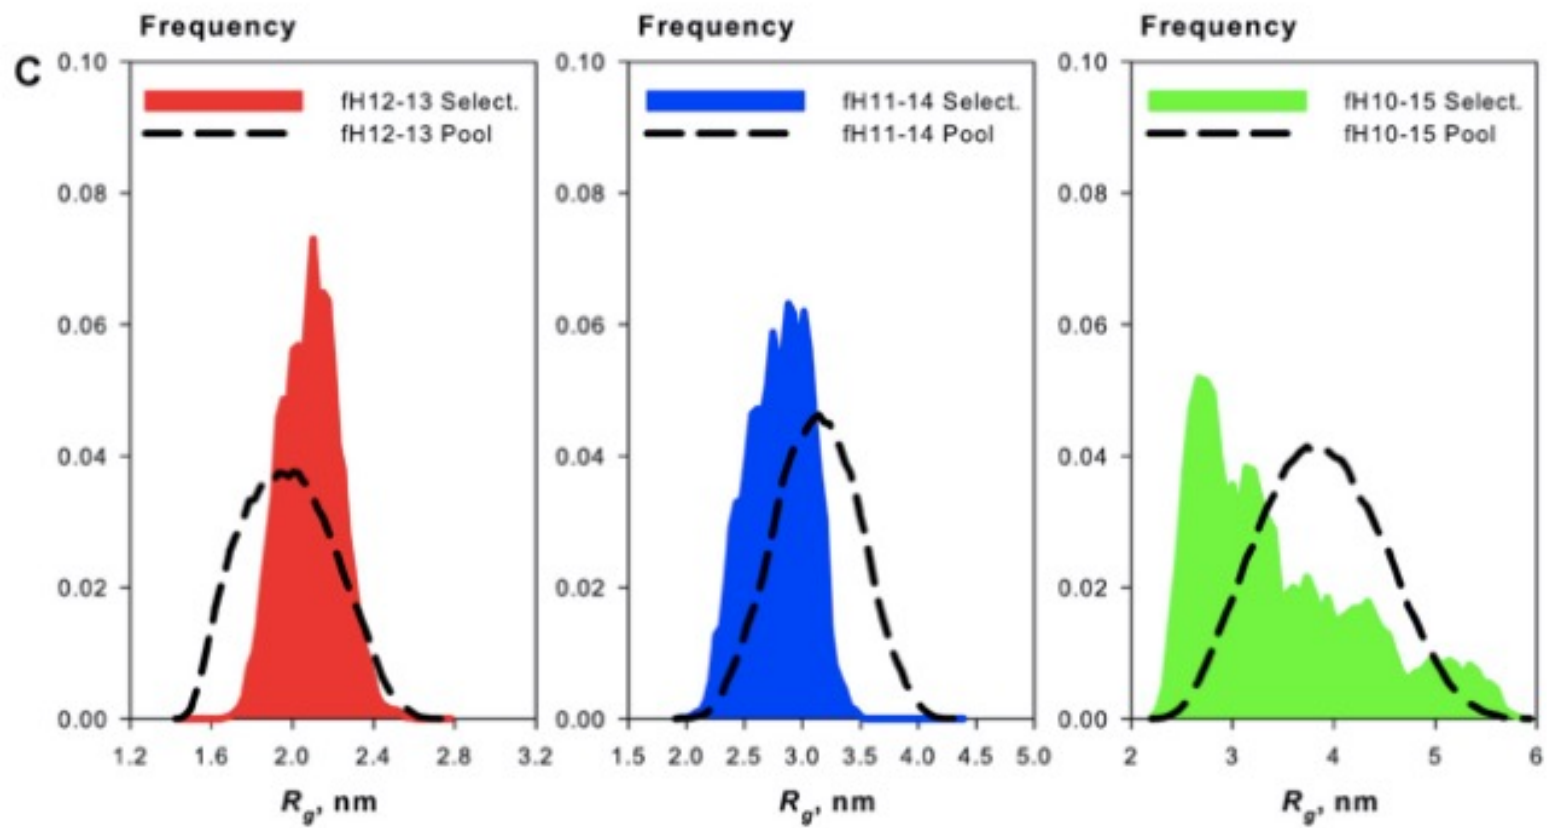 C
Frequency
0.10
0.08
0.06
0.04
0.02
0.00
fH12-13 Select.
fH12-13 Pool
1.2 1.6 2.0 2.4 2.8 3.2
Rg, nm
Frequency
0.10
0.08
0.06
0.04
0.02
0.00
fH11-14 Select.
fH11-14 Pool
1.5 2.0 2.5 3.0 3.5 4.0 4.5 5.0
Rg, nm
Frequency
0.10
0.08
0.06
0.04
0.02
0.00
fH10-15 Select.
fH10-15 Pool
2 3 4 5 6
Rg, nm